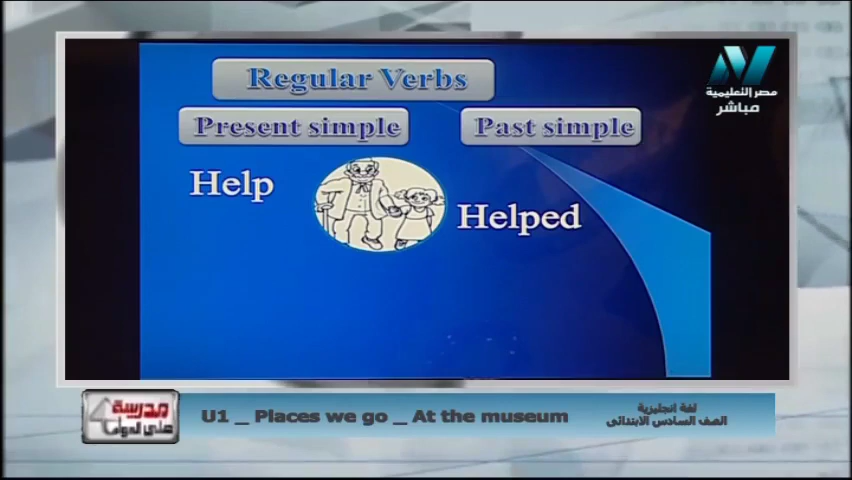 Regular Verbs
مصر التعليمية
مباشر
Present simple
Past simple
Help
Helped
مدرسة
على الهوا
U1 _ Places we go _ At the museum
لغة انجليزية
الصف السادس الابتدائى